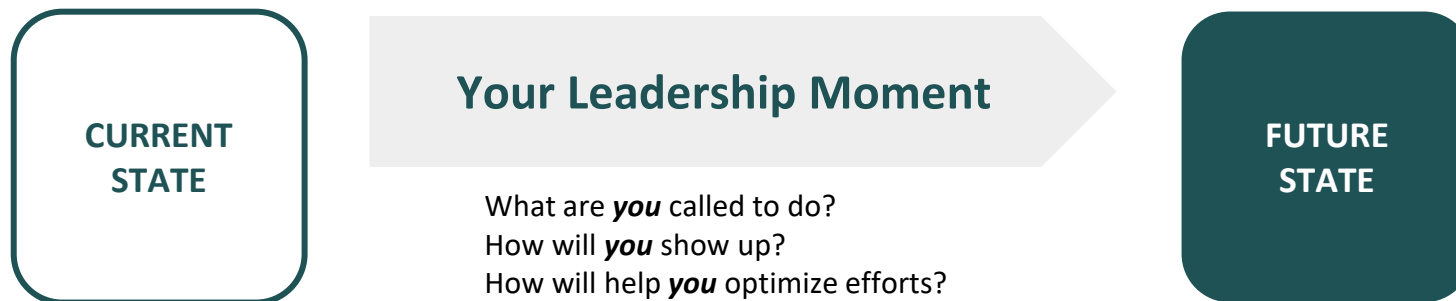 CURRENT
STATE
Your Leadership Moment
What are you called to do?
How will you show up?
How will help you optimize efforts?
FUTURE
STATE